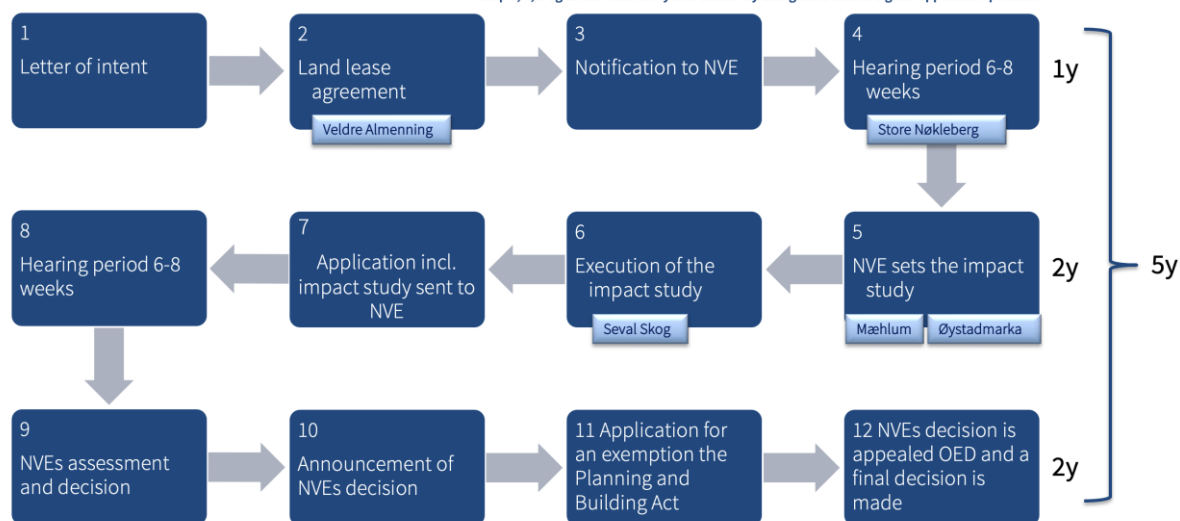 1
Letter of intent
2
Land lease
agreement
Veldre Almenning
3
Notification to NVE
4
Hearing period 6-8
weeks
Store Nøkleberg
1y
8
Hearing period 6-8
weeks
7
Application incl.
impact study sent to
NVE
6
Execution of the
impact study
Seval Skog
5
NVE sets the impact
study
Mæhlum
Øystadmarka
2y
5y
9
NVEs assessment
and decision
10
Announcement of
NVEs decision
11 Application for
an exemption the
Planning and
Building Act
12 NVEs decision is
appealed OED and a
final decision is
made
2y